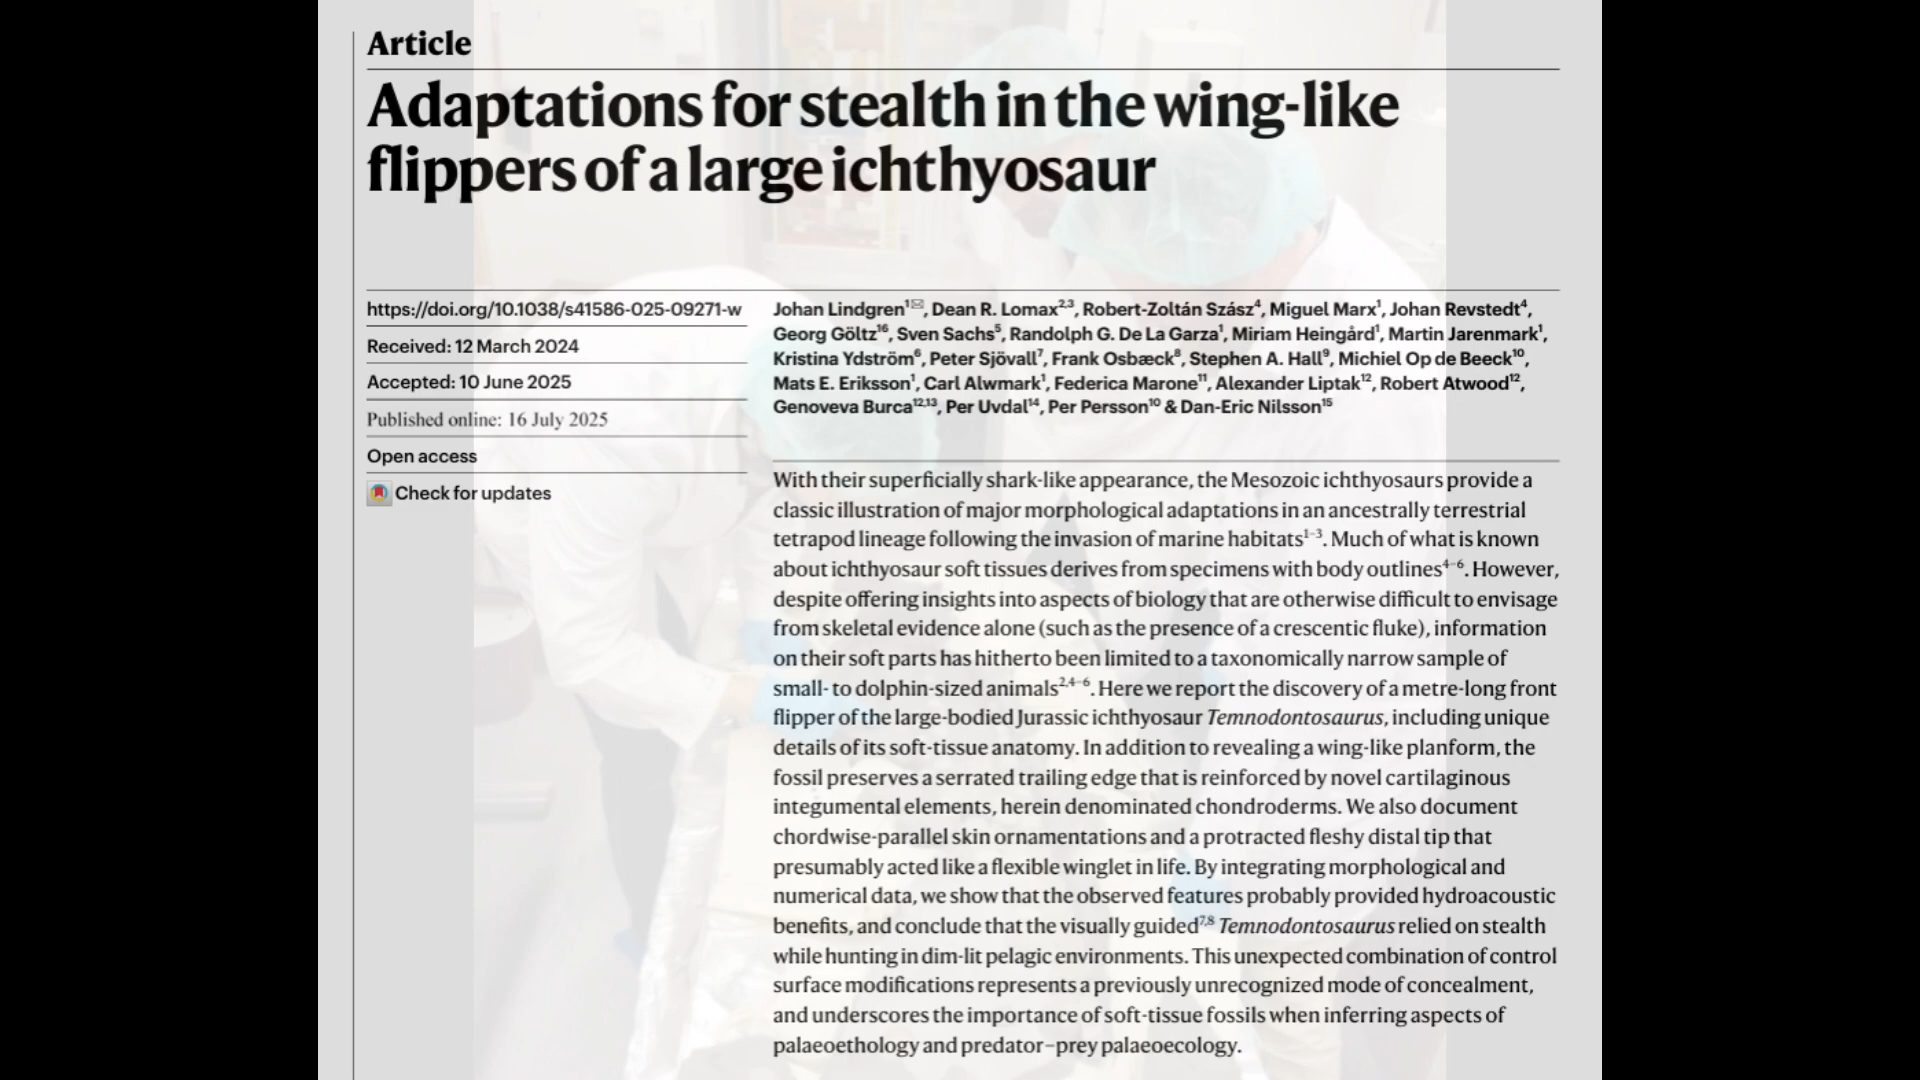 Article
Adaptations for stealth in the wing-like
flippers of a large ichthyosaur
https://doi.org/10.1038/s41586-025-09271-w
Received: 12 March 2024
Accepted: 10 June 2025
Published online: 16 July 2025
Open access
Check for updates
Johan Lindgren1✉, Dean R. Lomax2,3, Robert-Zoltán Szász4, Miguel Marx1, Johan Revstedt4,
Georg Göltz16, Sven Sachs5, Randolph G. De La Garza1, Miriam Heingård1, Martin Jarenmark1,
Kristina Ydström6, Peter Sjövall7, Frank Osbæck8, Stephen A. Hall9, Michiel Op de Beeck10,
Mats E. Eriksson1, Carl Alwmark1, Federica Marone11, Alexander Liptak12, Robert Atwood12,
Genoveva Burca12,13, Per Uvdal14, Per Persson10 & Dan-Eric Nilsson15
With their superficially shark-like appearance, the Mesozoic ichthyosaurs provide a
classic illustration of major morphological adaptations in an ancestrally terrestrial
tetrapod lineage following the invasion of marine habitats1–3. Much of what is known
about ichthyosaur soft tissues derives from specimens with body outlines4–6. However,
despite offering insights into aspects of biology that are otherwise difficult to envisage
from skeletal evidence alone (such as the presence of a crescentic fluke), information
on their soft parts has hitherto been limited to a taxonomically narrow sample of
small- to dolphin-sized animals2,4–6. Here we report the discovery of a metre-long front
flipper of the large-bodied Jurassic ichthyosaur Temnodontosaurus, including unique
details of its soft-tissue anatomy. In addition to revealing a wing-like planform, the
fossil preserves a serrated trailing edge that is reinforced by novel cartilaginous
integumental elements, herein denominated chondroderms. We also document
chordwise-parallel skin ornamentations and a protracted fleshy distal tip that
presumably acted like a flexible winglet in life. By integrating morphological and
numerical data, we show that the observed features probably provided hydroacoustic
benefits, and conclude that the visually guided7,8 Temnodontosaurus relied on stealth
while hunting in dim-lit pelagic environments. This unexpected combination of control
surface modifications represents a previously unrecognized mode of concealment,
and underscores the importance of soft-tissue fossils when inferring aspects of
palaeoethology and predator–prey palaeoecology.